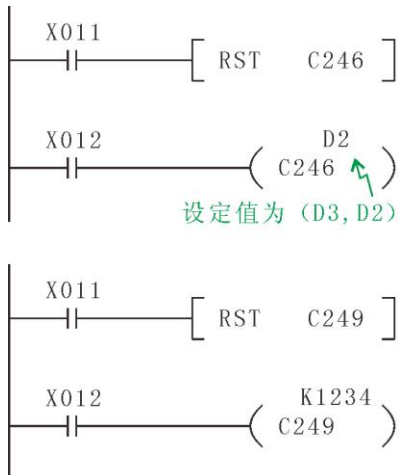 X011
RST C246
X012
D2
C246
设定值为 (D3, D2)
X011
RST C249
X012
K1234
C249